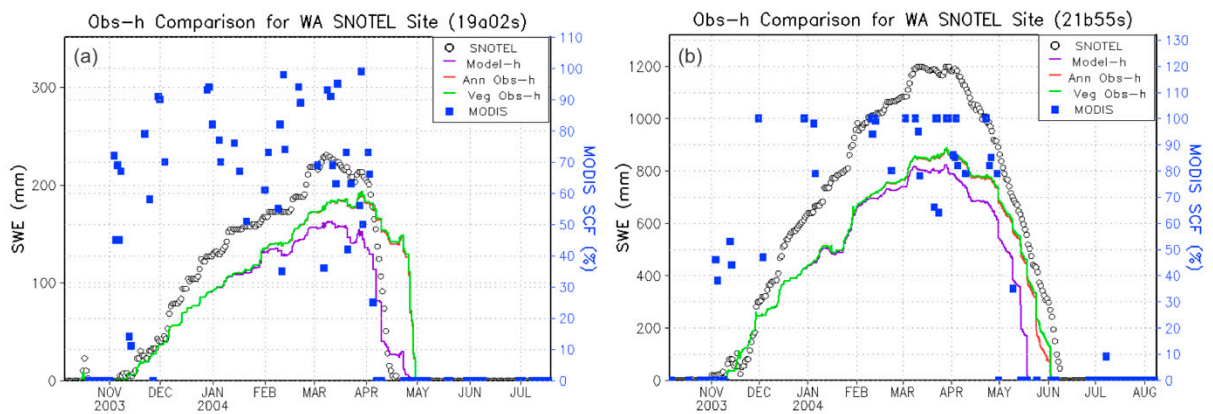 Obs-h Comparison for WA SNOTEL Site (19a02s)
(a)
SNOTEL
Model-h
Ann Obs-h
Veg Obs-h
MODIS
SWE (mm)
300
200
100
0
110
100
90
80
70
60
50
40
30
20
10
0
MODIS SCF (%)
NOV DEC JAN FEB MAR APR MAY JUN JUL
2003 2004
Obs-h Comparison for WA SNOTEL Site (21b55s)
(b)
SNOTEL
Model-h
Ann Obs-h
Veg Obs-h
MODIS
SWE (mm)
1200
1000
800
600
400
200
0
130
120
110
100
90
80
70
60
50
40
30
20
10
0
MODIS SCF (%)
NOV DEC JAN FEB MAR APR MAY JUN JUL AUG
2003 2004